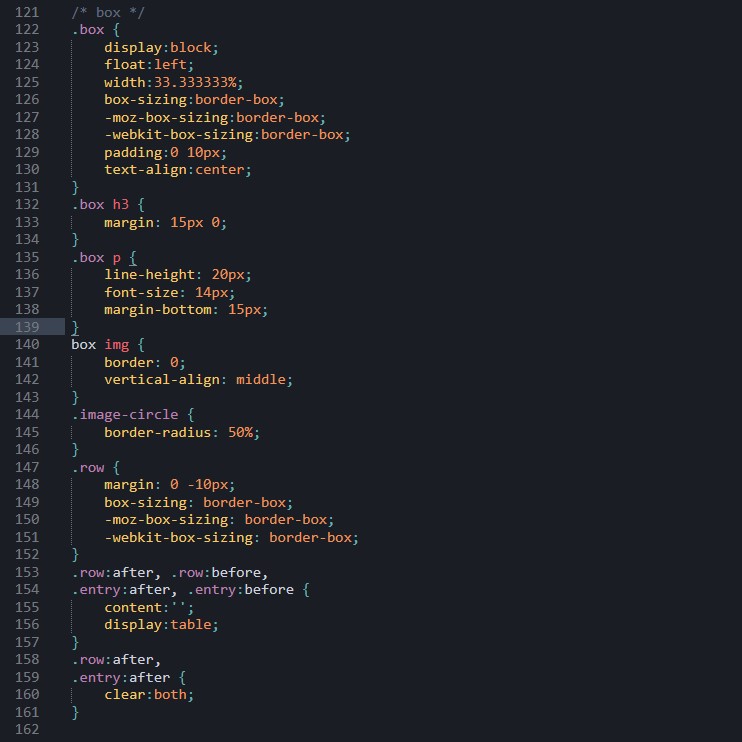 121 /* box */
122 .box {
123     display:block;
124     float:left;
125     width:33.333333%;
126     box-sizing:border-box;
127     -moz-box-sizing:border-box;
128     -webkit-box-sizing:border-box;
129     padding:0 10px;
130     text-align:center;
131 }
132 .box h3 {
133     margin: 15px 0;
134 }
135 .box p {
136     line-height: 20px;
137     font-size: 14px;
138     margin-bottom: 15px;
139 }
140 box img {
141     border: 0;
142     vertical-align: middle;
143 }
144 .image-circle {
145     border-radius: 50%;
146 }
147 .row {
148     margin: 0 -10px;
149     box-sizing: border-box;
150     -moz-box-sizing: border-box;
151     -webkit-box-sizing: border-box;
152 }
153 .row:after, .row:before,
154 .entry:after, .entry:before {
155     content:'';
156     display:table;
157 }
158 .row:after,
159 .entry:after {
160     clear:both;
161 }
162